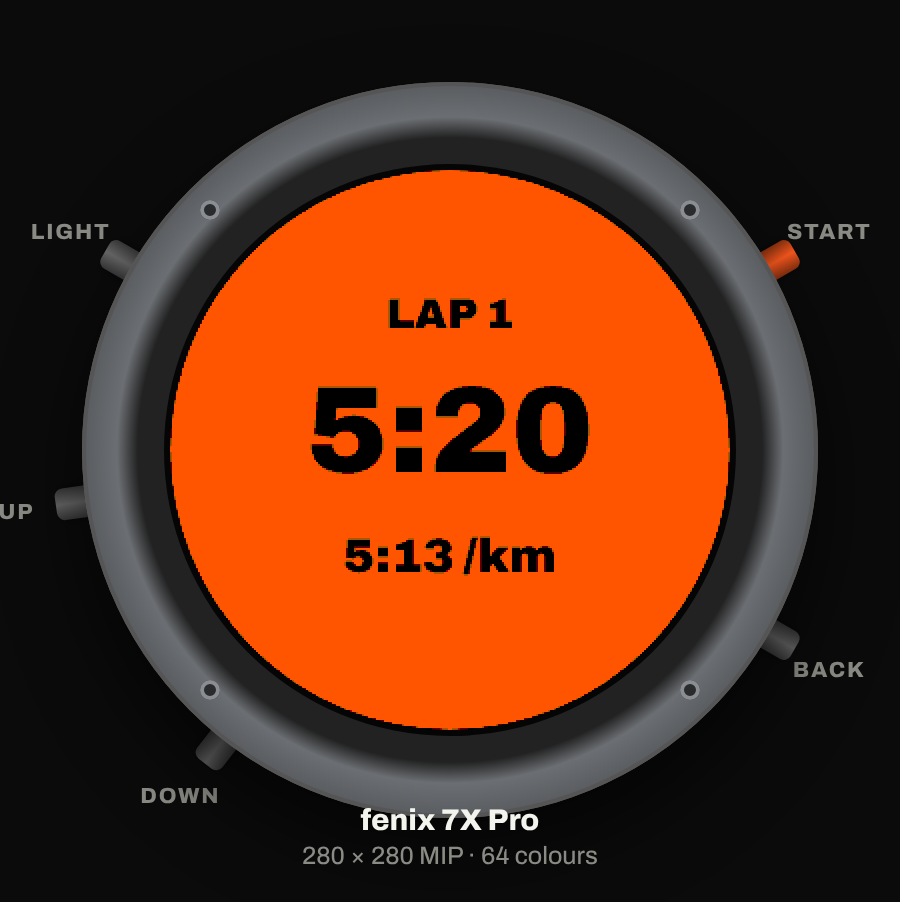 LIGHT
START
LAP 1
5:20
UP
5:13 /km
BACK
DOWN
fenix 7X Pro
280 × 280 MIP · 64 colours